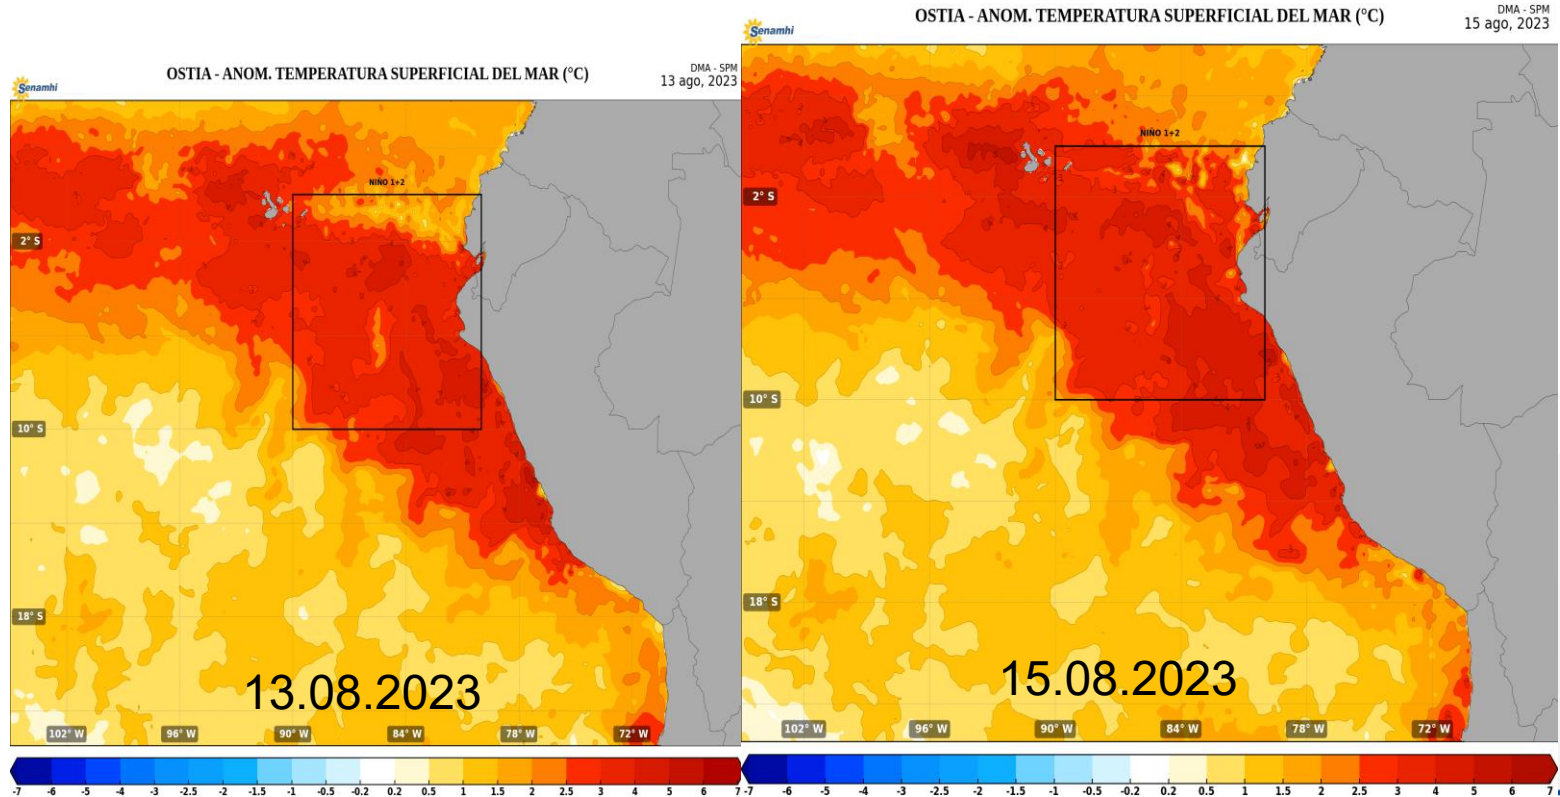 Senamhi
OSTIA - ANOM. TEMPERATURA SUPERFICIAL DEL MAR (°C)
DMA - SPM
13 ago, 2023
NIÑO 1+2
2° S
10° S
18° S
13.08.2023
102° W 96° W 90° W 84° W 78° W 72° W
-7 -6 -5 -4 -3 -2.5 -2 -1.5 -1 -0.5 -0.2 0.2 0.5 1 1.5 2 2.5 3 4 5 6 7
Senamhi
OSTIA - ANOM. TEMPERATURA SUPERFICIAL DEL MAR (°C)
DMA - SPM
15 ago, 2023
NIÑO 1+2
2° S
10° S
18° S
15.08.2023
102° W 96° W 90° W 84° W 78° W 72° W
-7 -6 -5 -4 -3 -2.5 -2 -1.5 -1 -0.5 -0.2 0.2 0.5 1 1.5 2 2.5 3 4 5 6 7